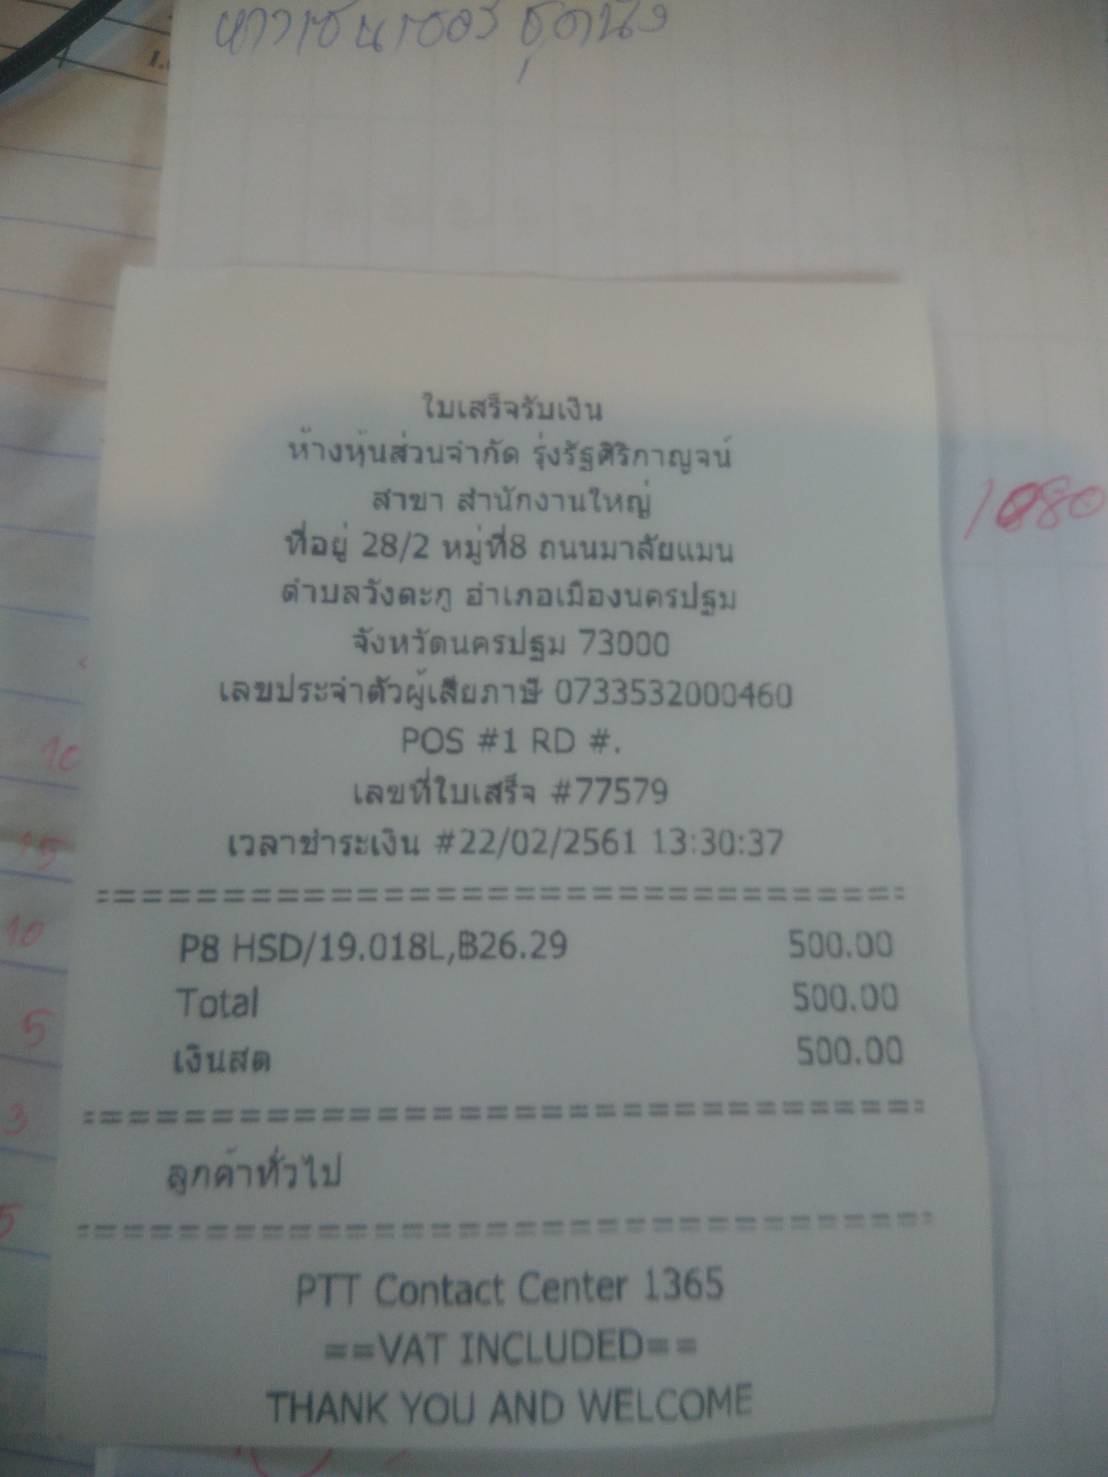 ใบเสร็จรับเงิน
ห้างหุ้นส่วนจำกัด รุ่งรัฐศิริกาญจน์
สาขา สำนักงานใหญ่
ที่อยู่ 28/2 หมู่ที่8 ถนนมาลัยแมน
ตำบลวังตะกู อำเภอเมืองนครปฐม
จังหวัดนครปฐม 73000
เลขประจำตัวผู้เสียภาษี 0733532000460
1080
POS #1 RD #.
10
เลขที่ใบเสร็จ #77579
เวลาชำระเงิน #22/02/2561 13:30:37
15
================================
10
P8 HSD/19.018L,฿26.29 500.00
Total 500.00
5
เงินสด 500.00
3
================================
ลูกค้าทั่วไป
5
================================
PTT Contact Center 1365
==VAT INCLUDED==
THANK YOU AND WELCOME